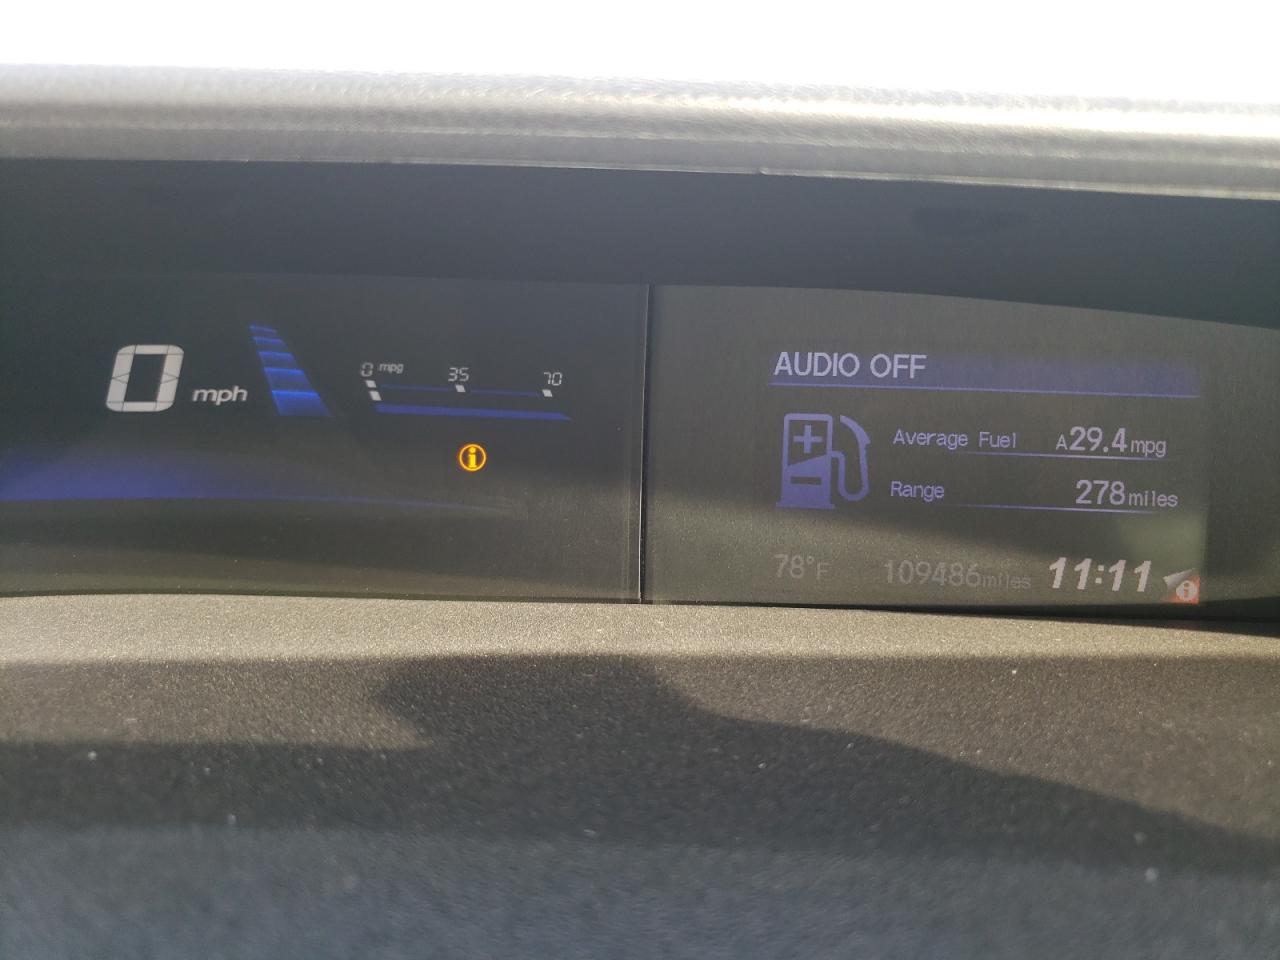 0 mph
0 mpg 35 70
AUDIO OFF
Average Fuel A29.4mpg
Range 278miles
78°F 109486miles 11:11